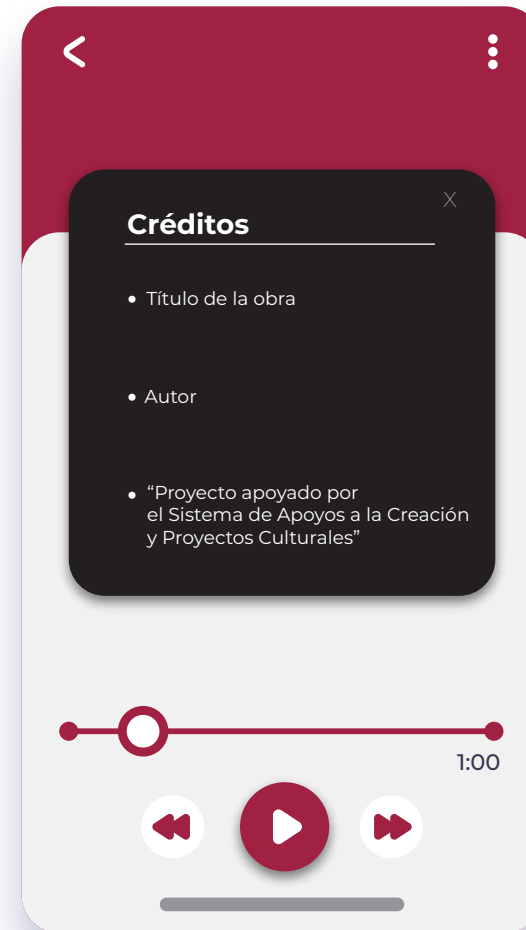 X
Créditos
• Título de la obra
• Autor
• “Proyecto apoyado por
el Sistema de Apoyos a la Creación
y Proyectos Culturales”
1:00